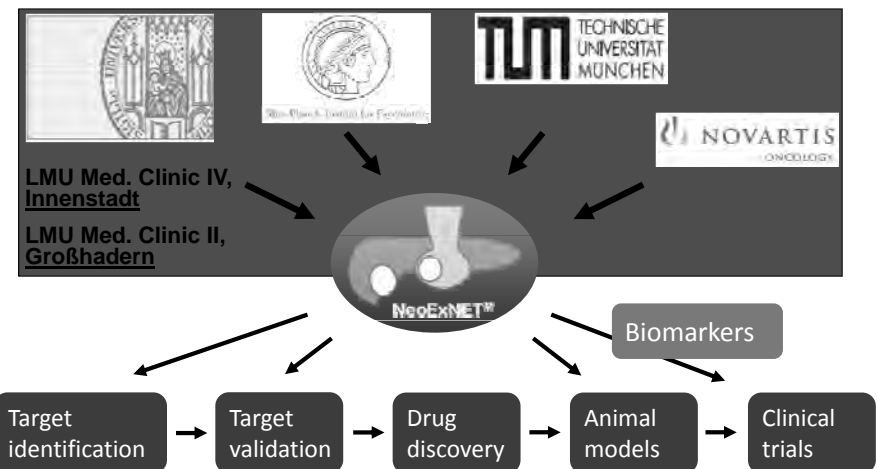 TECHNISCHE
UNIVERSITÄT
MÜNCHEN
TUM
NOVARTIS
ONCOLOGY
LMU Med. Clinic IV,
Innenstadt
LMU Med. Clinic II,
Großhadern
NeoExNET
Biomarkers
Target
identification
Target
validation
Drug
discovery
Animal
models
Clinical
trials